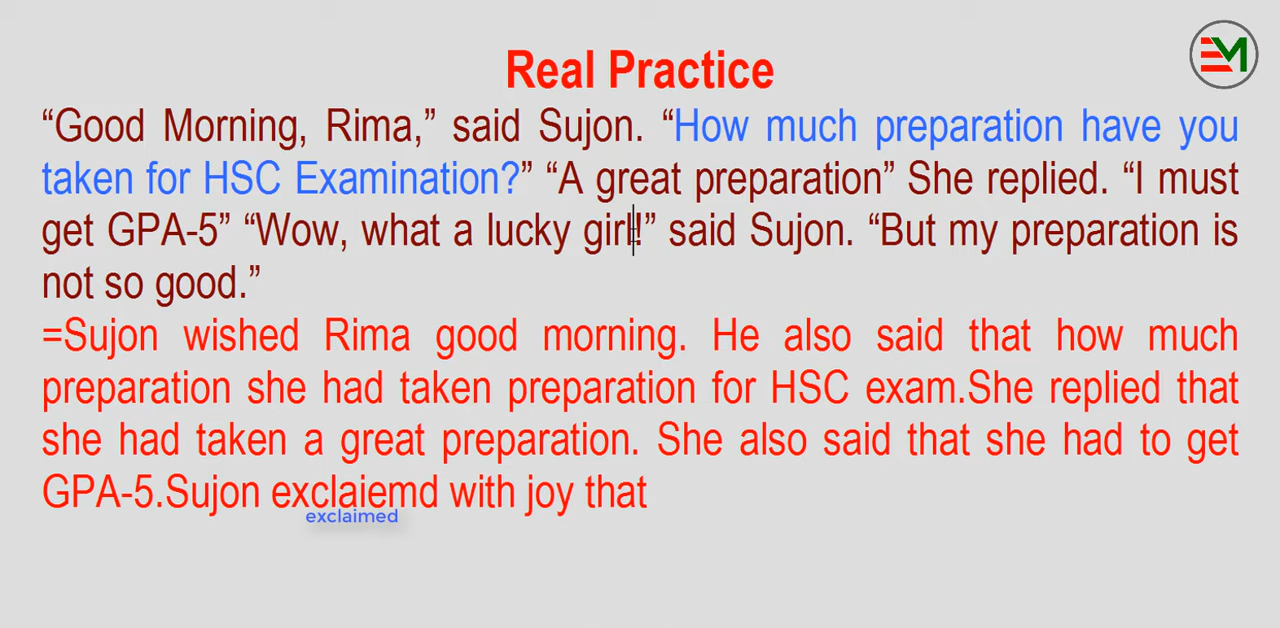 EM
Real Practice
“Good Morning, Rima,” said Sujon. “How much preparation have you
taken for HSC Examination?” “A great preparation” She replied. “I must
get GPA-5” “Wow, what a lucky girl!” said Sujon. “But my preparation is
not so good.”
=Sujon wished Rima good morning. He also said that how much
preparation she had taken preparation for HSC exam.She replied that
she had taken a great preparation. She also said that she had to get
GPA-5.Sujon exclaiemd with joy that
exclaimed